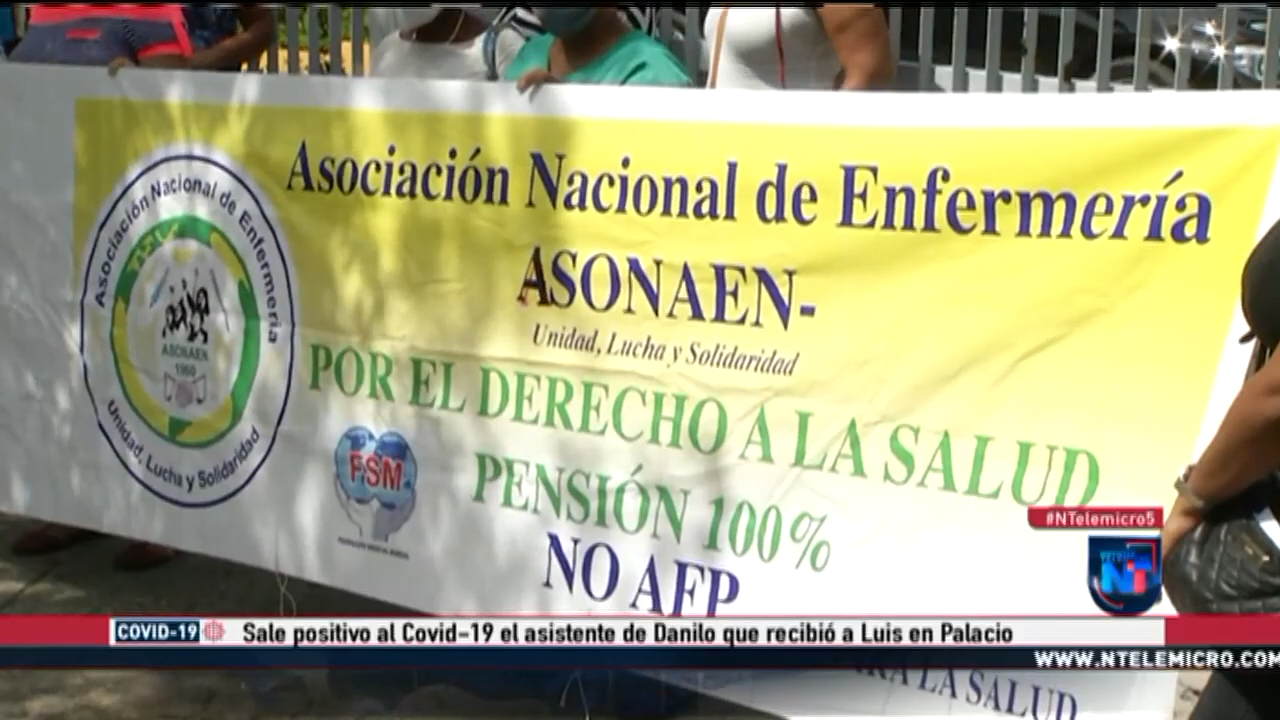 Asociación Nacional de Enfermería
ASONAEN-
Unidad, Lucha y Solidaridad
POR EL DERECHO A LA SALUD
PENSIÓN 100%
NO AFP
LA SALUD
Asociación Nacional de Enfermeria
ASONAEN
1960
Unidad, Lucha y Solidaridad
FSM
#NTelemicro5
NT
COVID-19
Sale positivo al Covid-19 el asistente de Danilo que recibió a Luis en Palacio
WWW.NTELEMICRO.COM